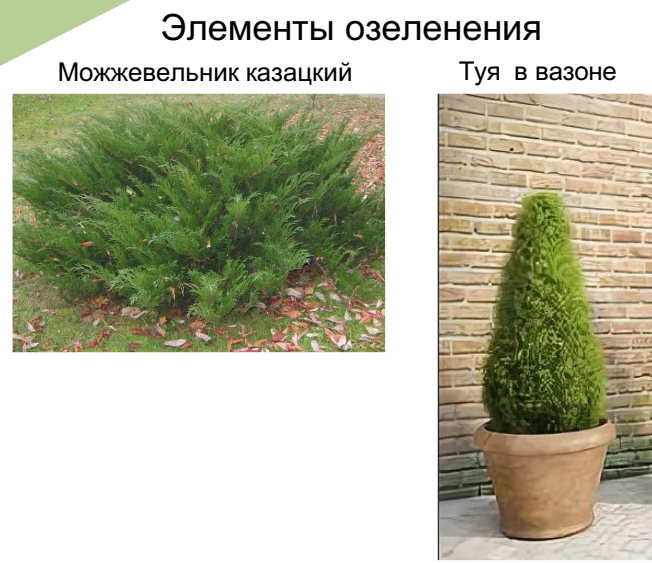 Элементы озеленения
Можжевельник казацкий
Туя в вазоне